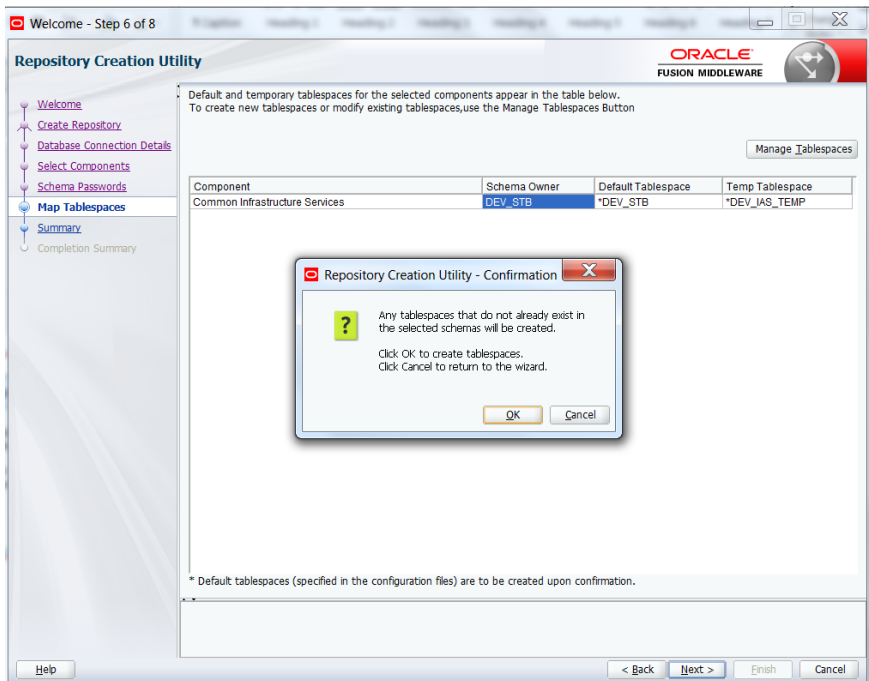 Welcome - Step 6 of 8
Repository Creation Utility
ORACLE
FUSION MIDDLEWARE
Welcome
Create Repository
Database Connection Details
Select Components
Schema Passwords
Map Tablespaces
Summary
Completion Summary
Default and temporary tablespaces for the selected components appear in the table below.
To create new tablespaces or modify existing tablespaces,use the Manage Tablespaces Button
Manage Tablespaces
Component Schema Owner Default Tablespace Temp Tablespace
Common Infrastructure Services DEV_STB *DEV_STB *DEV_IAS_TEMP
Repository Creation Utility - Confirmation
Any tablespaces that do not already exist in
the selected schemas will be created.
Click OK to create tablespaces.
Click Cancel to return to the wizard.
OK Cancel
* Default tablespaces (specified in the configuration files) are to be created upon confirmation.
Help < Back Next > Finish Cancel